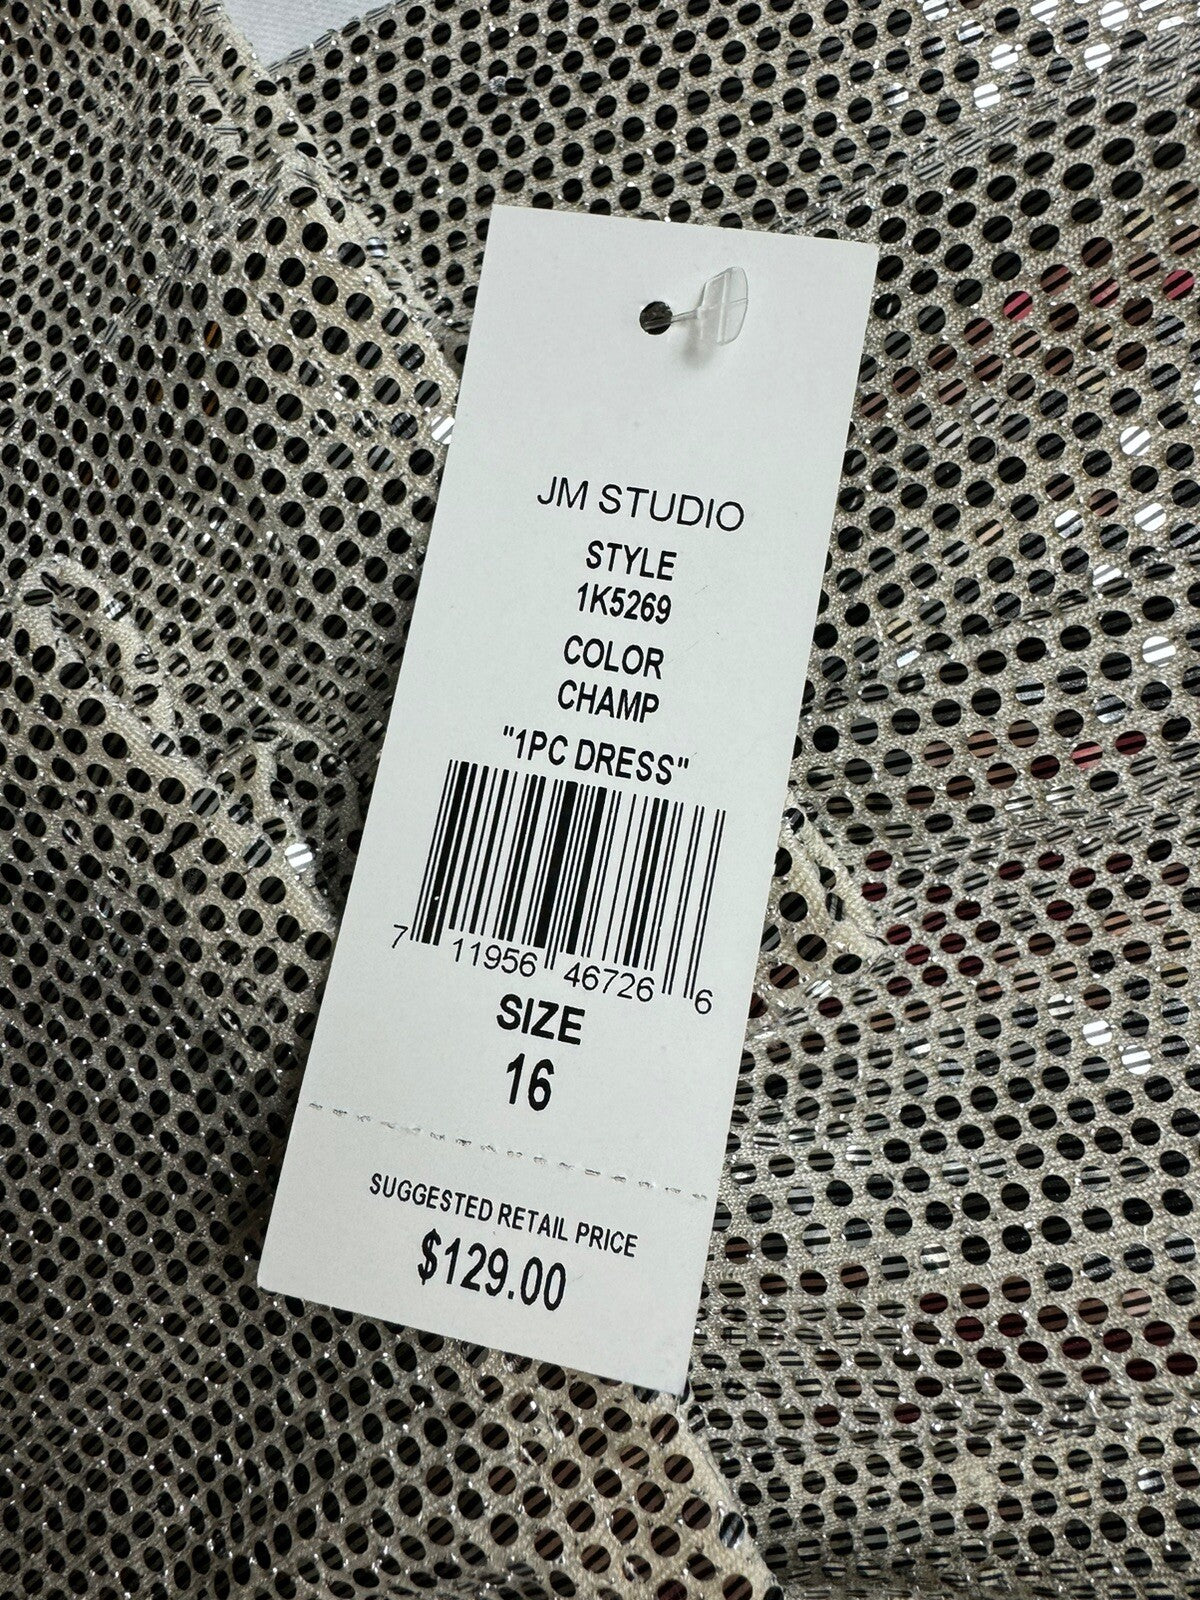 JM STUDIO
STYLE
1K5269
COLOR
CHAMP
"1PC DRESS"
7 11956 46726 6
SIZE
16
SUGGESTED RETAIL PRICE
$129.00